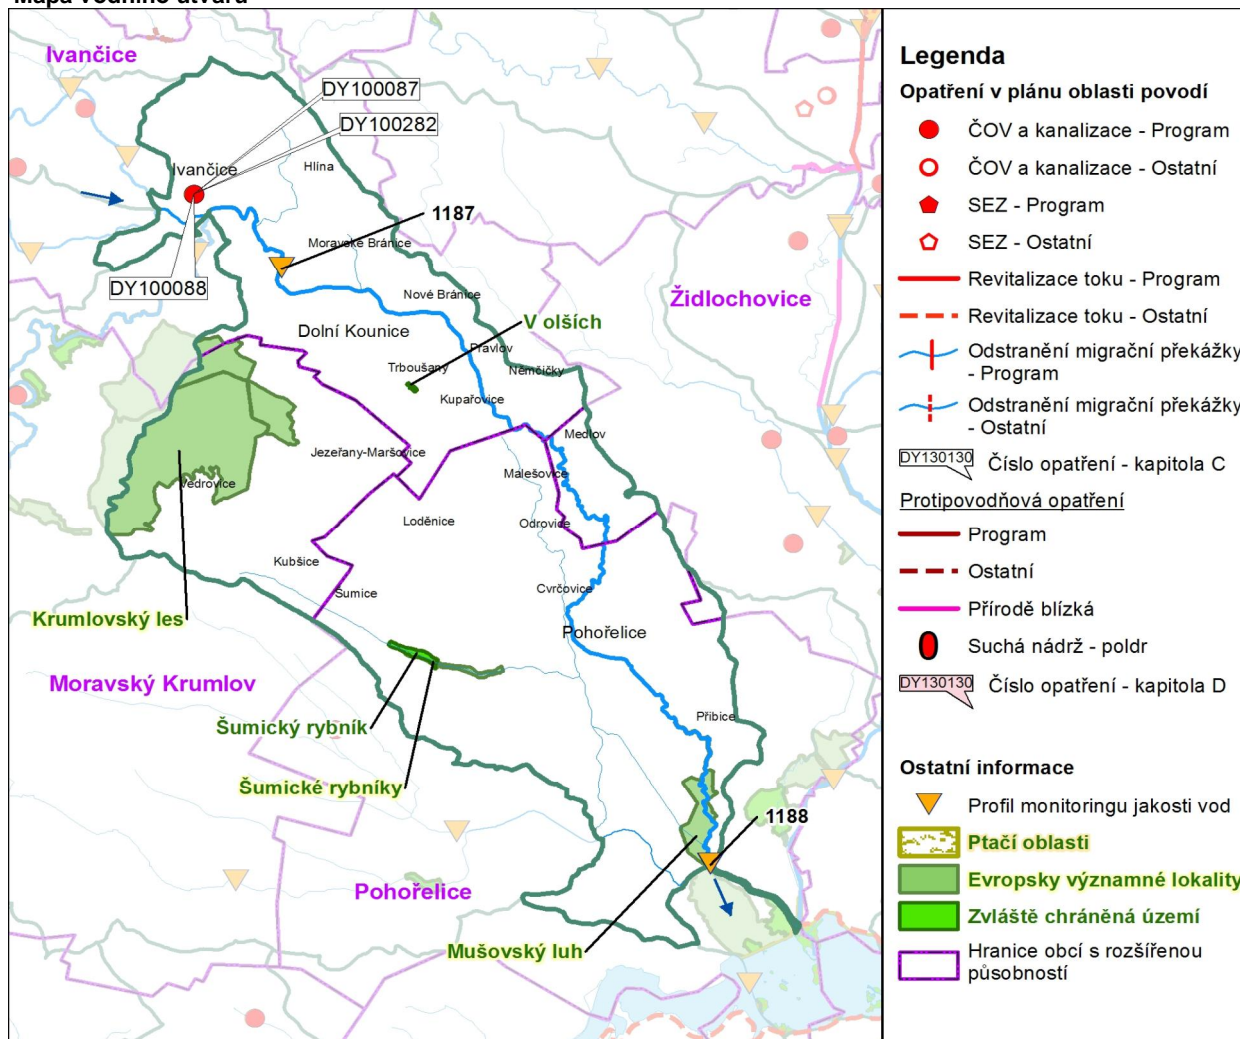 Mapa vodního útvaru
Ivančice
DY100087
DY100282
Ivančice
Hlína
1187
Moravské Bránice
DY100088
Nové Bránice
Židlochovice
Dolní Kounice
V olších
Pravlov
Trboušany
Němčičky
Kupařovice
Medlov
Jezeřany-Maršovice
Malešovice
Vedrovice
Loděnice
Odrovice
Kubšice
Cvrčovice
Šumice
Krumlovský les
Pohořelice
Moravský Krumlov
Přibice
Šumický rybník
Šumické rybníky
1188
Pohořelice
Mušovský luh
Legenda
Opatření v plánu oblasti povodí
ČOV a kanalizace - Program
ČOV a kanalizace - Ostatní
SEZ - Program
SEZ - Ostatní
Revitalizace toku - Program
Revitalizace toku - Ostatní
Odstranění migrační překážky
- Program
Odstranění migrační překážky
- Ostatní
DY130130
Číslo opatření - kapitola C
Protipovodňová opatření
Program
Ostatní
Přírodě blízká
Suchá nádrž - poldr
DY130130
Číslo opatření - kapitola D
Ostatní informace
Profil monitoringu jakosti vod
Ptačí oblasti
Evropsky významné lokality
Zvláště chráněná území
Hranice obcí s rozšířenou
působností